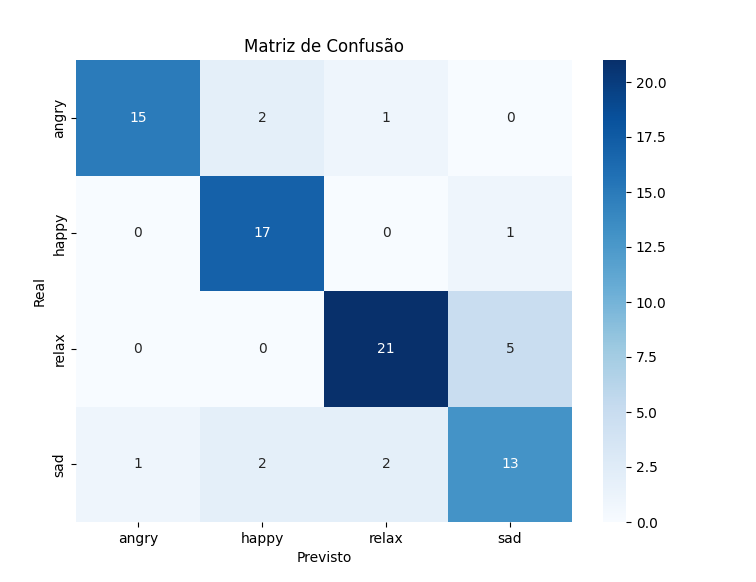 Matriz de Confusão
angry 15 2 1 0
happy 0 17 0 1
relax 0 0 21 5
sad 1 2 2 13
Real
angry happy relax sad
Previsto
20.0
17.5
15.0
12.5
10.0
7.5
5.0
2.5
0.0